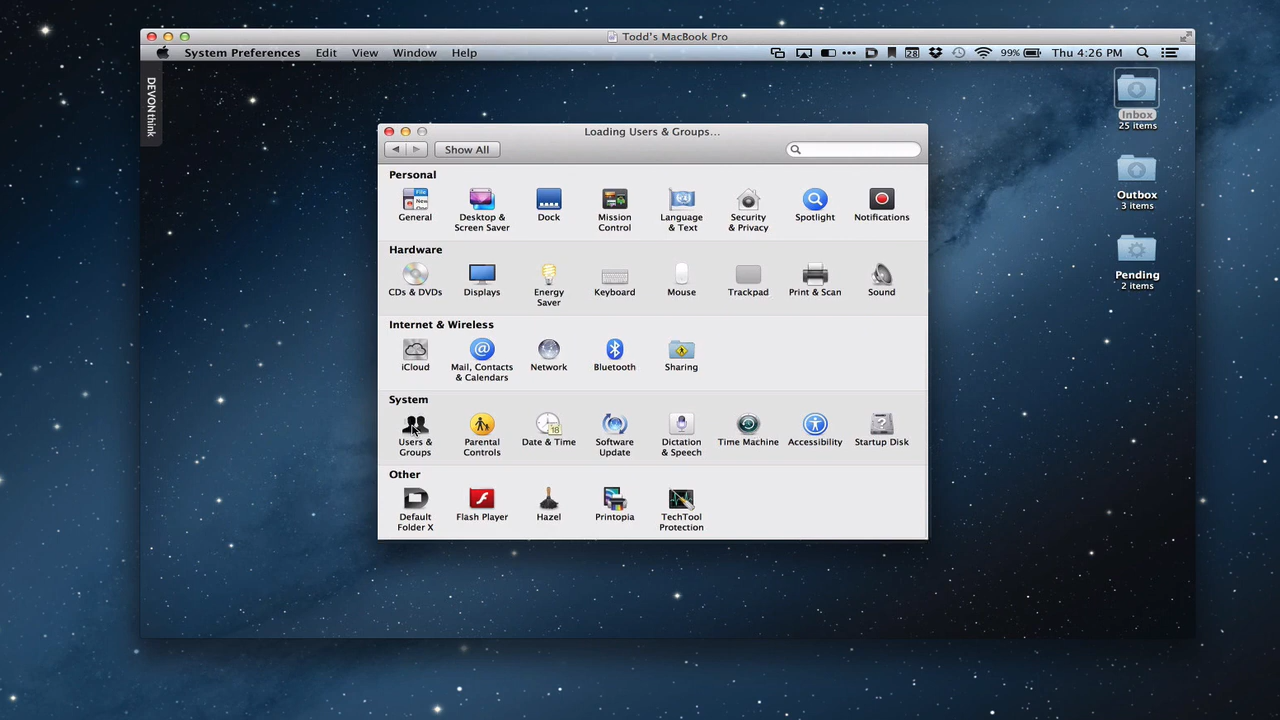 Todd's MacBook Pro
System Preferences Edit View Window Help
28 99% Thu 4:26 PM
DEVONthink
Inbox
25 items
Outbox
3 items
Pending
2 items
Loading Users & Groups...
Show All
Personal
General
Desktop &
Screen Saver
Dock
Mission
Control
Language
& Text
Security
& Privacy
Spotlight
Notifications
Hardware
CDs & DVDs
Displays
Energy
Saver
Keyboard
Mouse
Trackpad
Print & Scan
Sound
Internet & Wireless
iCloud
Mail, Contacts
& Calendars
Network
Bluetooth
Sharing
System
Users &
Groups
Parental
Controls
18
Date & Time
Software
Update
Dictation
& Speech
Time Machine
Accessibility
Startup Disk
Other
Default
Folder X
Flash Player
Hazel
Printopia
TechTool
Protection